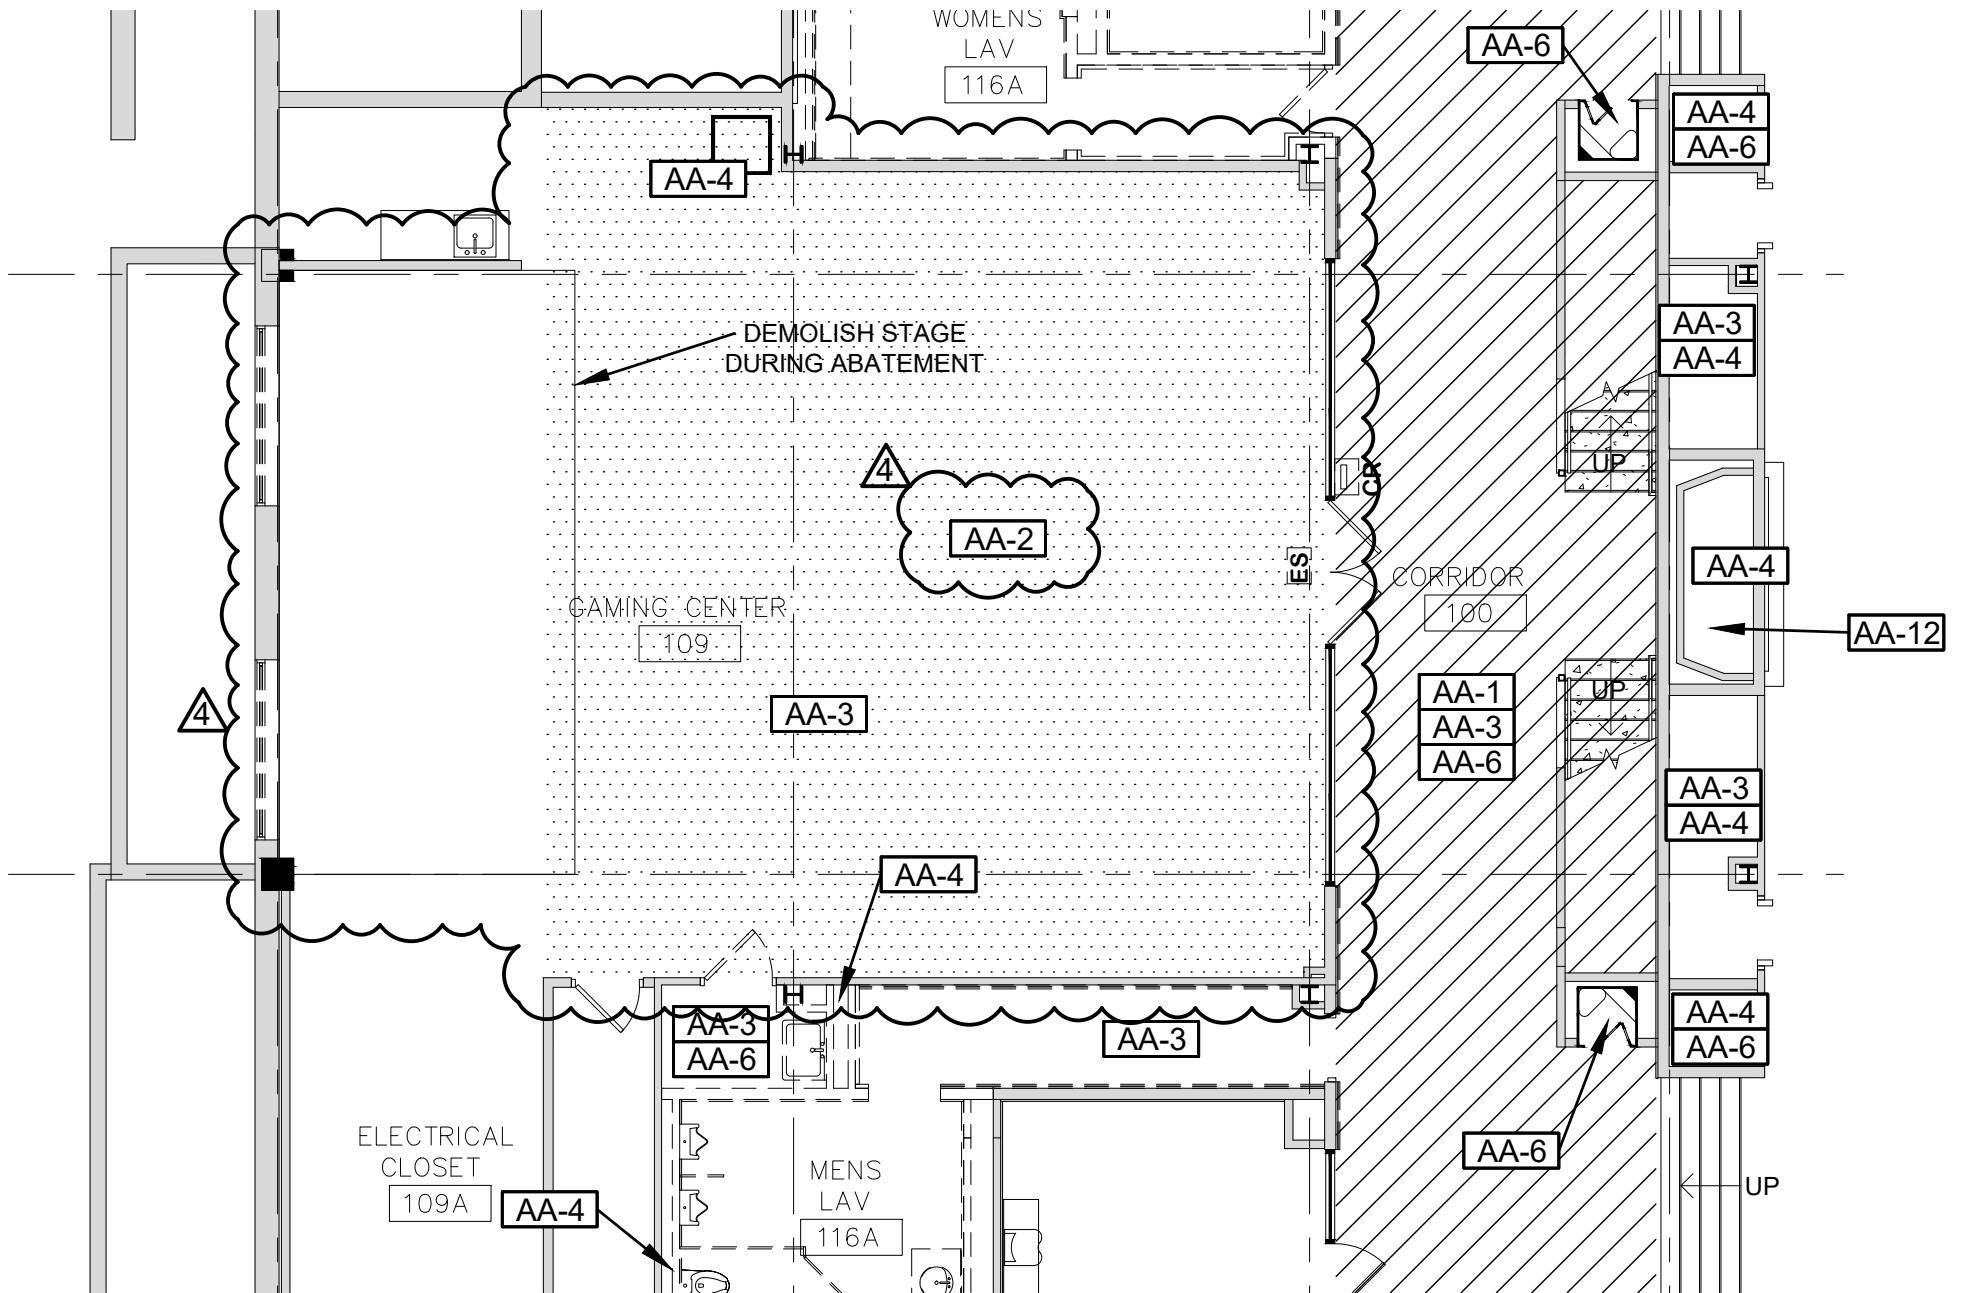 WOMENS
LAV
116A
AA-6
AA-4
AA-6
AA-4
DEMOLISH STAGE
DURING ABATEMENT
AA-3
AA-4
4
UP
CR
AA-2
ES
CORRIDOR
100
AA-4
GAMING CENTER
109
AA-12
4
AA-3
AA-1
AA-3
AA-6
UP
AA-3
AA-4
AA-4
AA-3
AA-6
AA-3
AA-4
AA-6
ELECTRICAL
CLOSET
109A
AA-4
MENS
LAV
116A
AA-6
UP